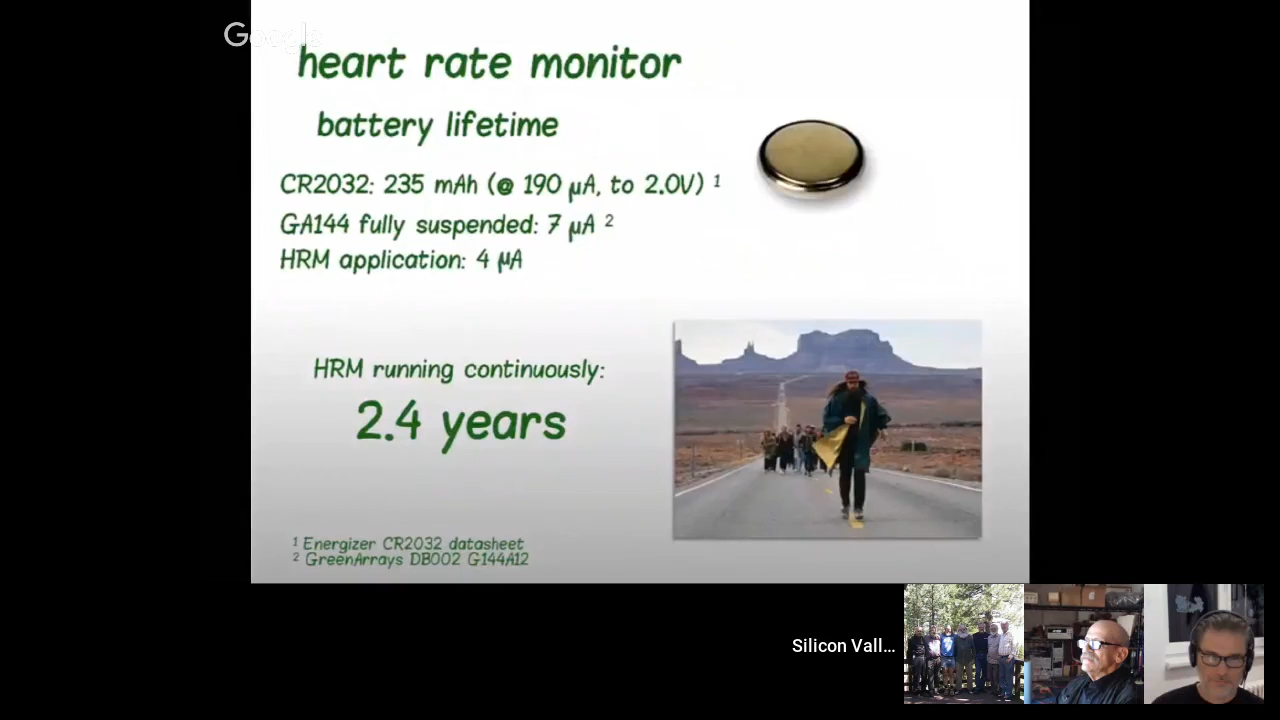 Google
heart rate monitor
battery lifetime
CR2032: 235 mAh (@ 190 μA, to 2.0V) ¹
GA144 fully suspended: 7 μA ²
HRM application: 4 μA
HRM running continuously:
2.4 years
¹ Energizer CR2032 datasheet
² GreenArrays DB002 G144A12
Silicon Vall...